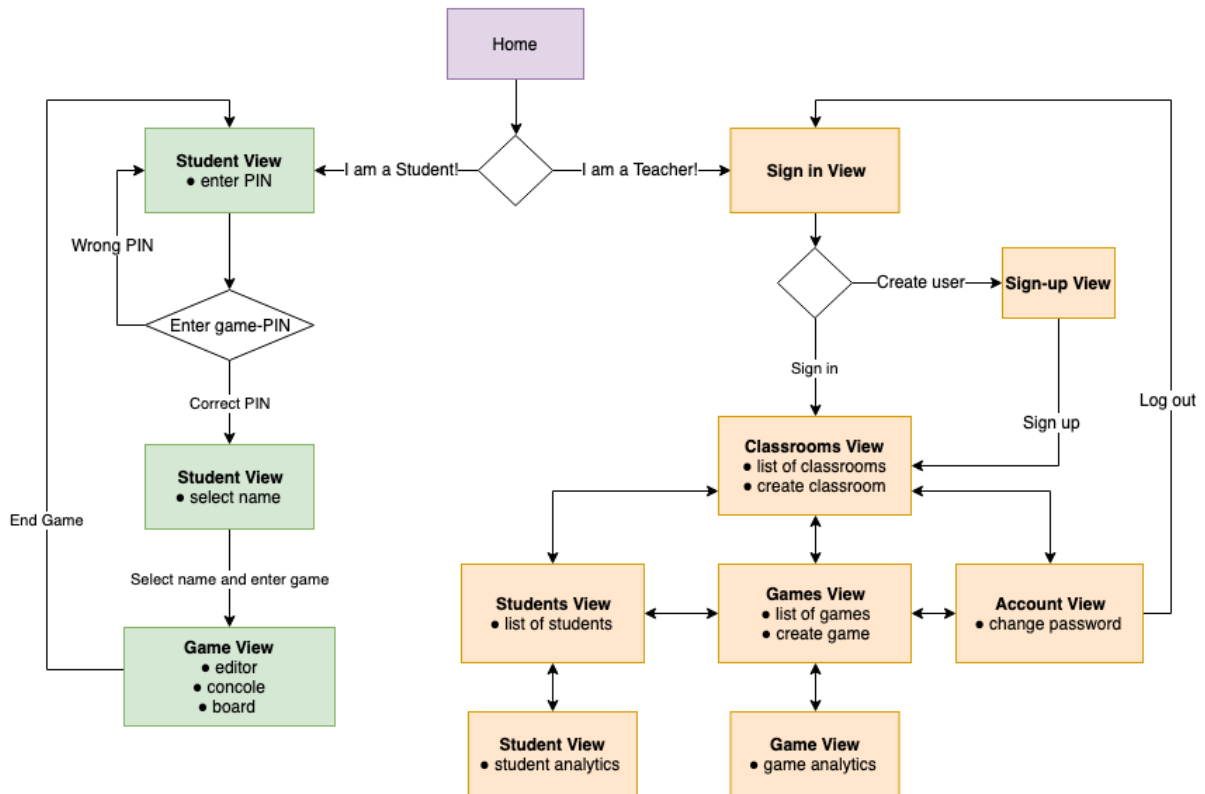 Home
Student View
● enter PIN
I am a Student!
I am a Teacher!
Sign in View
Wrong PIN
Create user
Sign-up View
Enter game-PIN
Sign in
Correct PIN
Log out
Sign up
Classrooms View
● list of classrooms
● create classroom
Student View
● select name
End Game
Select name and enter game
Students View
● list of students
Games View
● list of games
● create game
Account View
● change password
Game View
● editor
● concole
● board
Student View
● student analytics
Game View
● game analytics